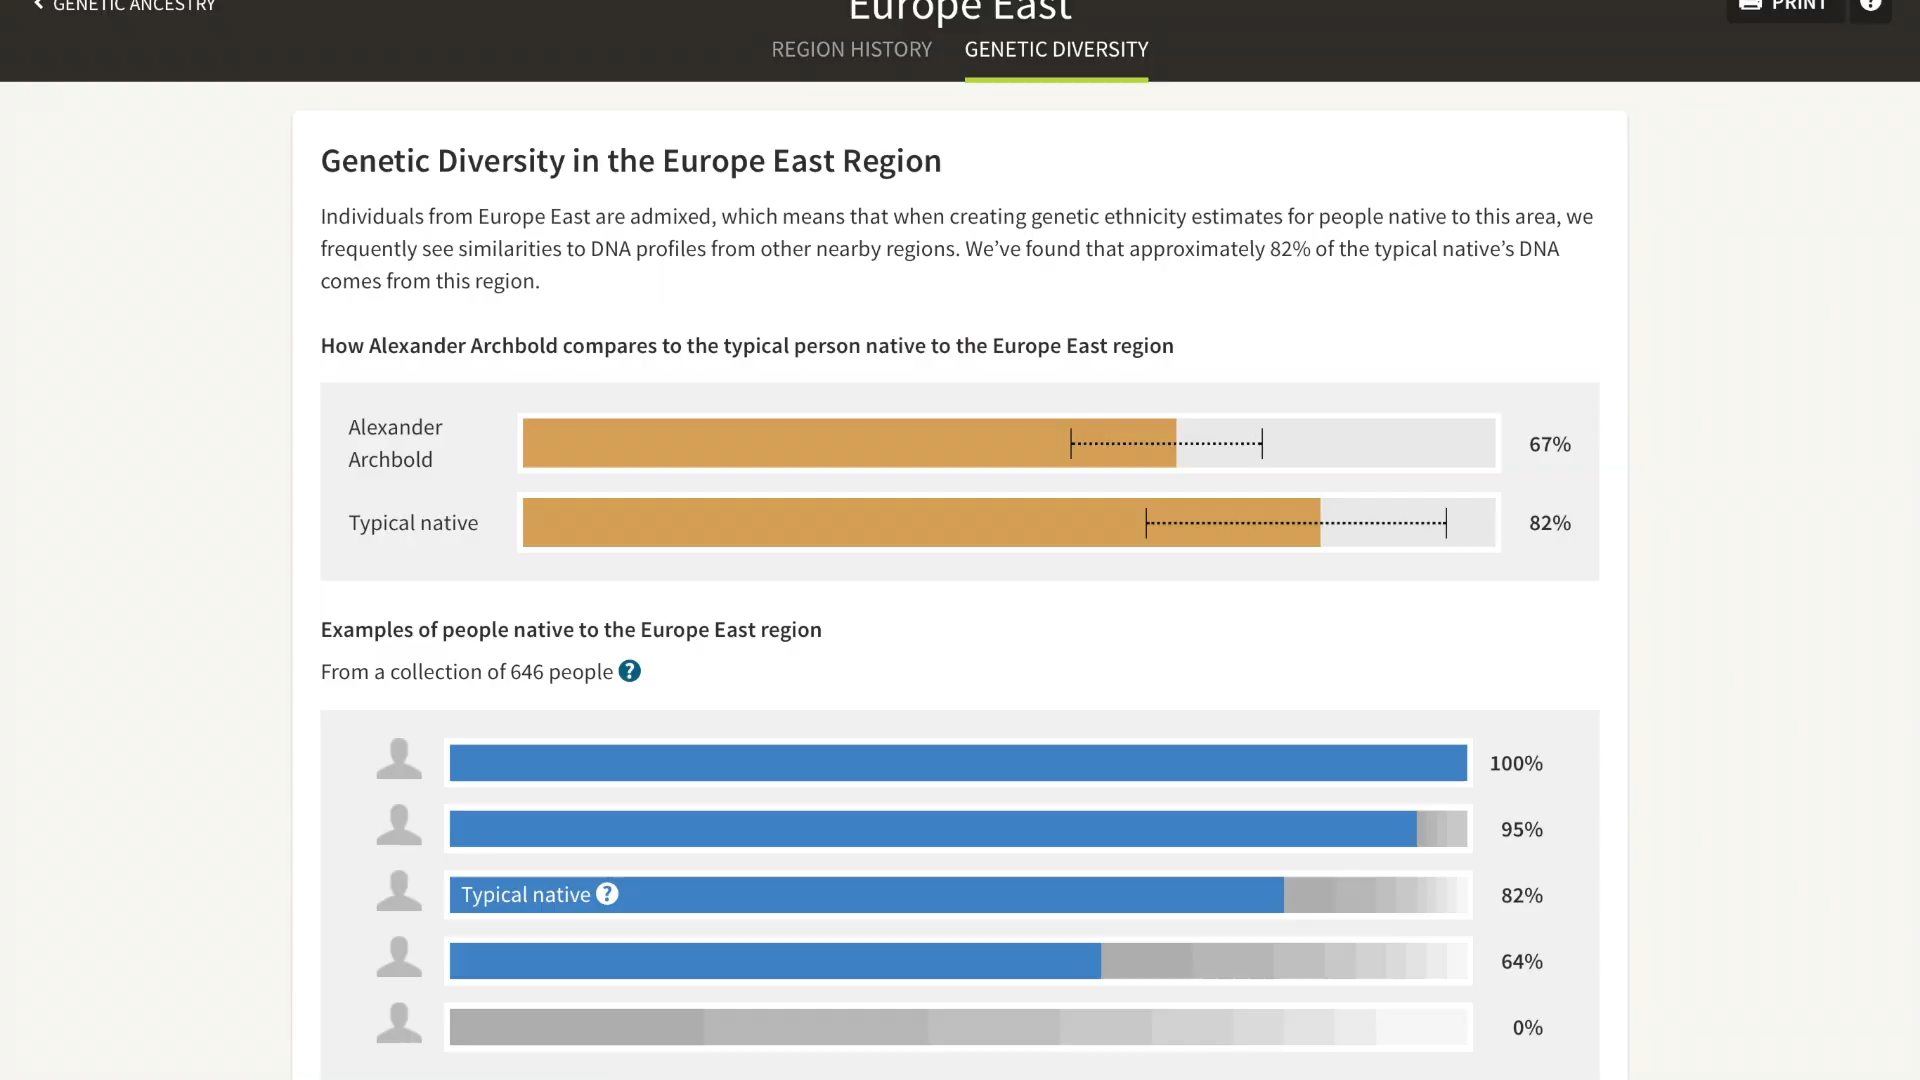 GENETIC ANCESTRY
Europe East
PRINT
?
REGION HISTORY GENETIC DIVERSITY
Genetic Diversity in the Europe East Region
Individuals from Europe East are admixed, which means that when creating genetic ethnicity estimates for people native to this area, we
frequently see similarities to DNA profiles from other nearby regions. We’ve found that approximately 82% of the typical native’s DNA
comes from this region.
How Alexander Archbold compares to the typical person native to the Europe East region
Alexander
Archbold
67%
Typical native
82%
Examples of people native to the Europe East region
From a collection of 646 people ?
100%
95%
Typical native ?
82%
64%
0%